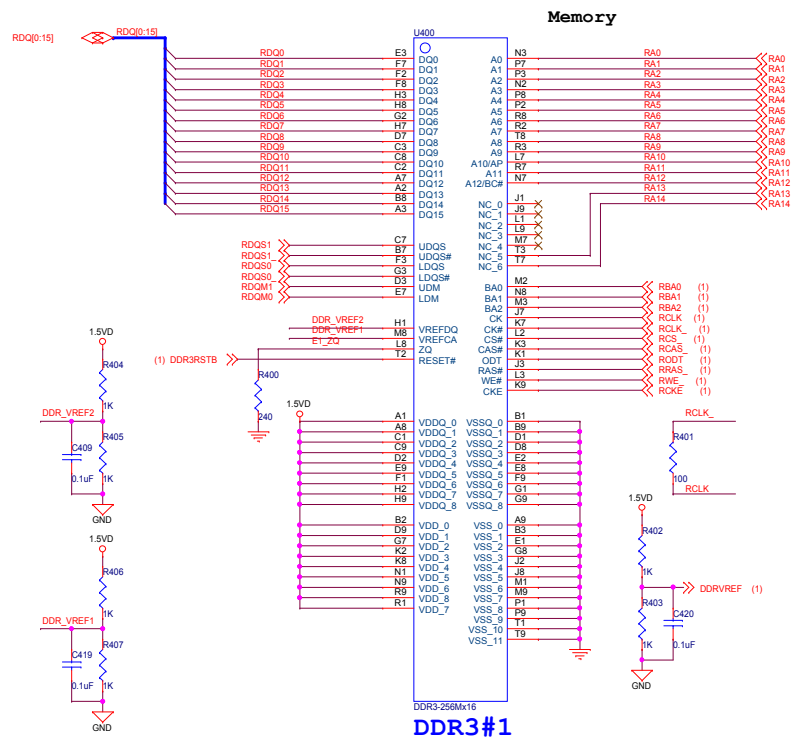 Memory
U400
RDQ[0:15]
RDQ[0:15]
RDQ0 E3 DQ0 A0 N3 RA0 RA0
RDQ1 F7 DQ1 A1 P7 RA1 RA1
RDQ2 F2 DQ2 A2 P3 RA2 RA2
RDQ3 F8 DQ3 A3 N2 RA3 RA3
RDQ4 H3 DQ4 A4 P8 RA4 RA4
RDQ5 H8 DQ5 A5 P2 RA5 RA5
RDQ6 G2 DQ6 A6 R8 RA6 RA6
RDQ7 H7 DQ7 A7 R2 RA7 RA7
RDQ8 D7 DQ8 A8 T8 RA8 RA8
RDQ9 C3 DQ9 A9 R3 RA9 RA9
RDQ10 C8 DQ10 A10/AP L7 RA10 RA10
RDQ11 C2 DQ11 A11 R7 RA11 RA11
RDQ12 A7 DQ12 A12/BC# N7 RA12 RA12
RDQ13 A2 DQ13 RA13 RA13
RDQ14 B8 DQ14 NC_0 J1 RA14 RA14
RDQ15 A3 DQ15 NC_1 J9
NC_2 L1
NC_3 L9
NC_4 M7
RDQS1 C7 UDQS NC_5 T3
RDQS1_ B7 UDQS# NC_6 T7
RDQS0 F3 LDQS
RDQS0_ G3 LDQS#
RDQM1 D3 UDM BA0 M2 RBA0 (1)
RDQM0 E7 LDM BA1 N8 RBA1 (1)
BA2 M3 RBA2 (1)
CK J7 RCLK (1)
DDR_VREF2 H1 VREFDQ CK# K7 RCLK_ (1)
DDR_VREF1 M8 VREFCA CS# L2 RCS_ (1)
E1_ZQ L8 ZQ CAS# K3 RCAS_ (1)
(1) DDR3RSTB T2 RESET# ODT K1 RODT (1)
RAS# J3 RRAS_ (1)
WE# L3 RWE_ (1)
CKE K9 RCKE (1)
1.5VD
R404
1K
R400
240
DDR_VREF2
R405
1K
C409
0.1uF
GND
1.5VD
A1 VDDQ_0 VSSQ_0 B1
A8 VDDQ_1 VSSQ_1 B9
C1 VDDQ_2 VSSQ_2 D1
C9 VDDQ_3 VSSQ_3 D8
D2 VDDQ_4 VSSQ_4 E2
E9 VDDQ_5 VSSQ_5 E8
F1 VDDQ_6 VSSQ_6 F9
H2 VDDQ_7 VSSQ_7 G1
H9 VDDQ_8 VSSQ_8 G9
B2 VDD_0 VSS_0 A9
D9 VDD_1 VSS_1 B3
G7 VDD_2 VSS_2 E1
K2 VDD_3 VSS_3 G8
K8 VDD_4 VSS_4 J2
N1 VDD_5 VSS_5 J8
N9 VDD_6 VSS_6 M1
R9 VDD_8 VSS_7 M9
R1 VDD_7 VSS_8 P1
VSS_9 P9
VSS_10 T1
VSS_11 T9
RCLK_
R401
100
RCLK
1.5VD
R402
1K
DDRVREF (1)
R403
1K
C420
0.1uF
GND
1.5VD
R406
1K
DDR_VREF1
R407
1K
C419
0.1uF
GND
DDR3-256Mx16
DDR3#1